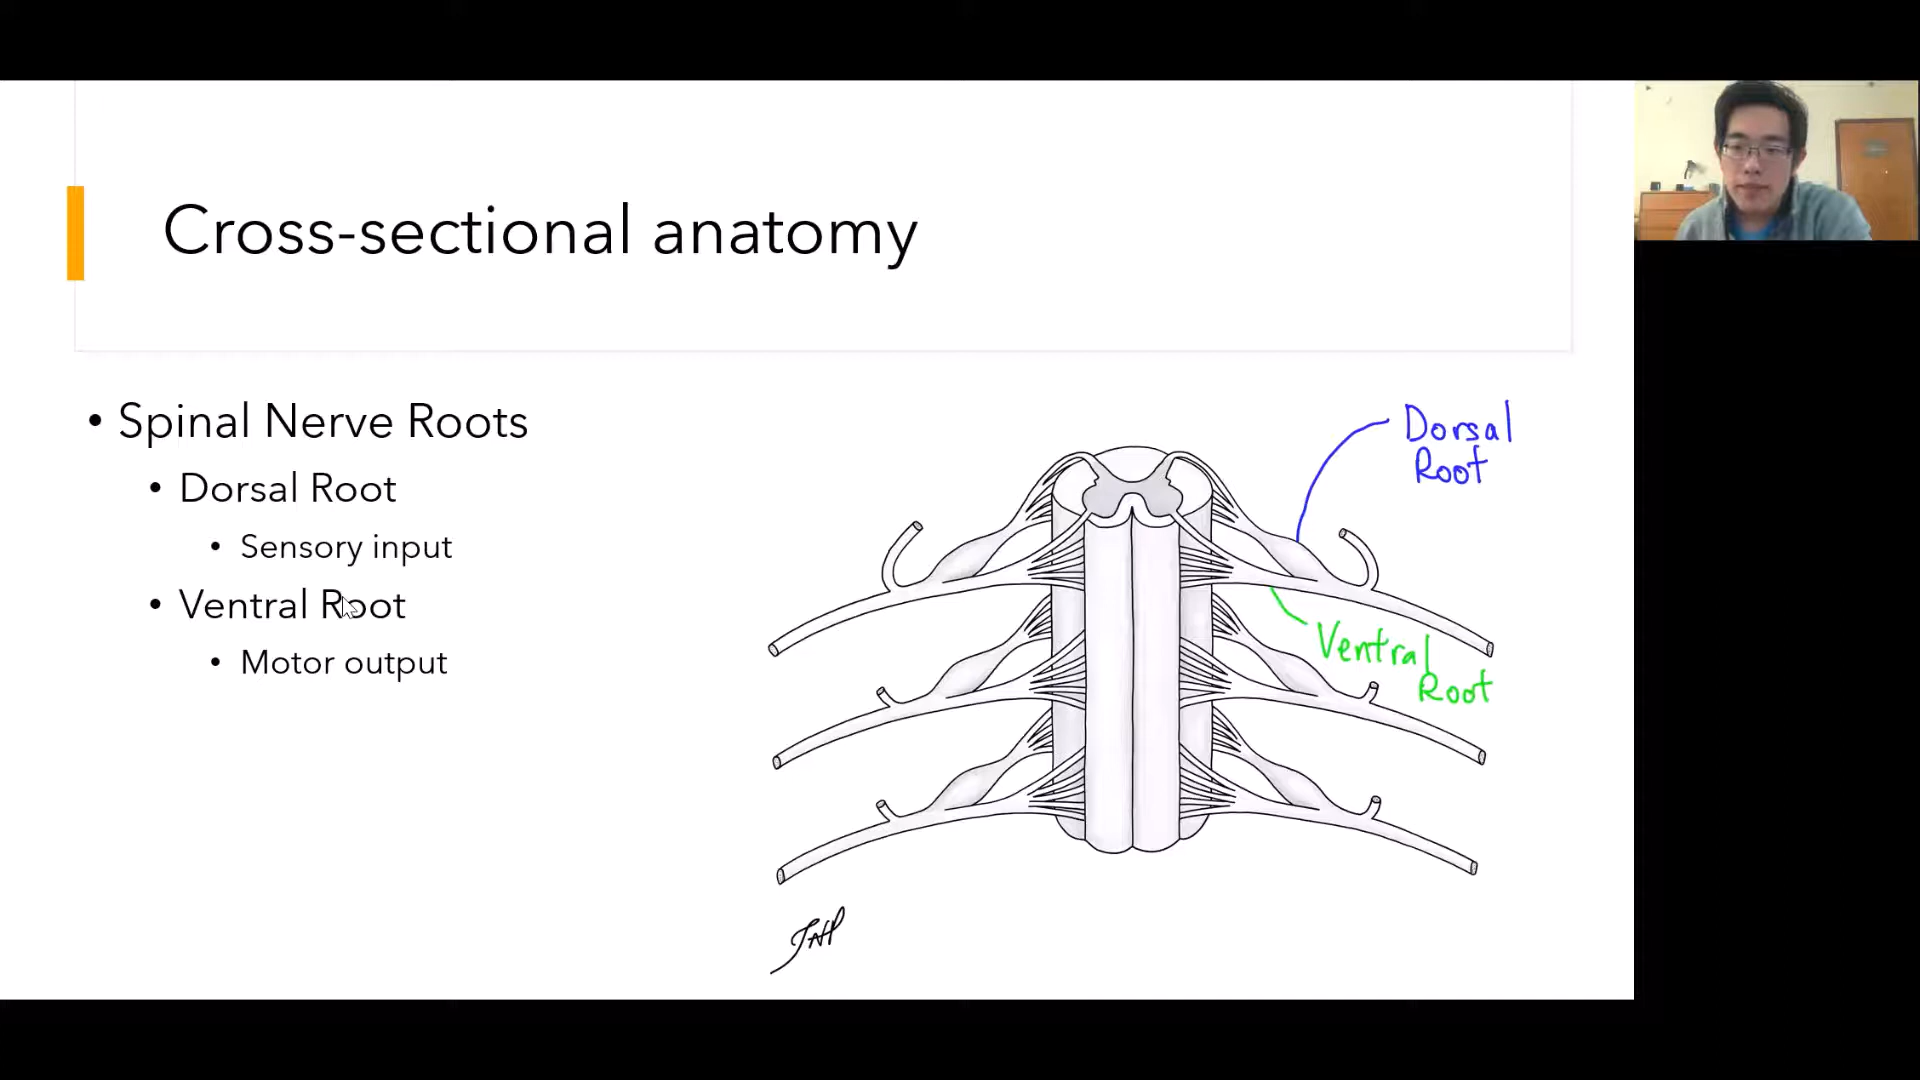 Cross-sectional anatomy
• Spinal Nerve Roots
• Dorsal Root
• Sensory input
• Ventral Root
• Motor output
Dorsal
Root
Ventral
Root